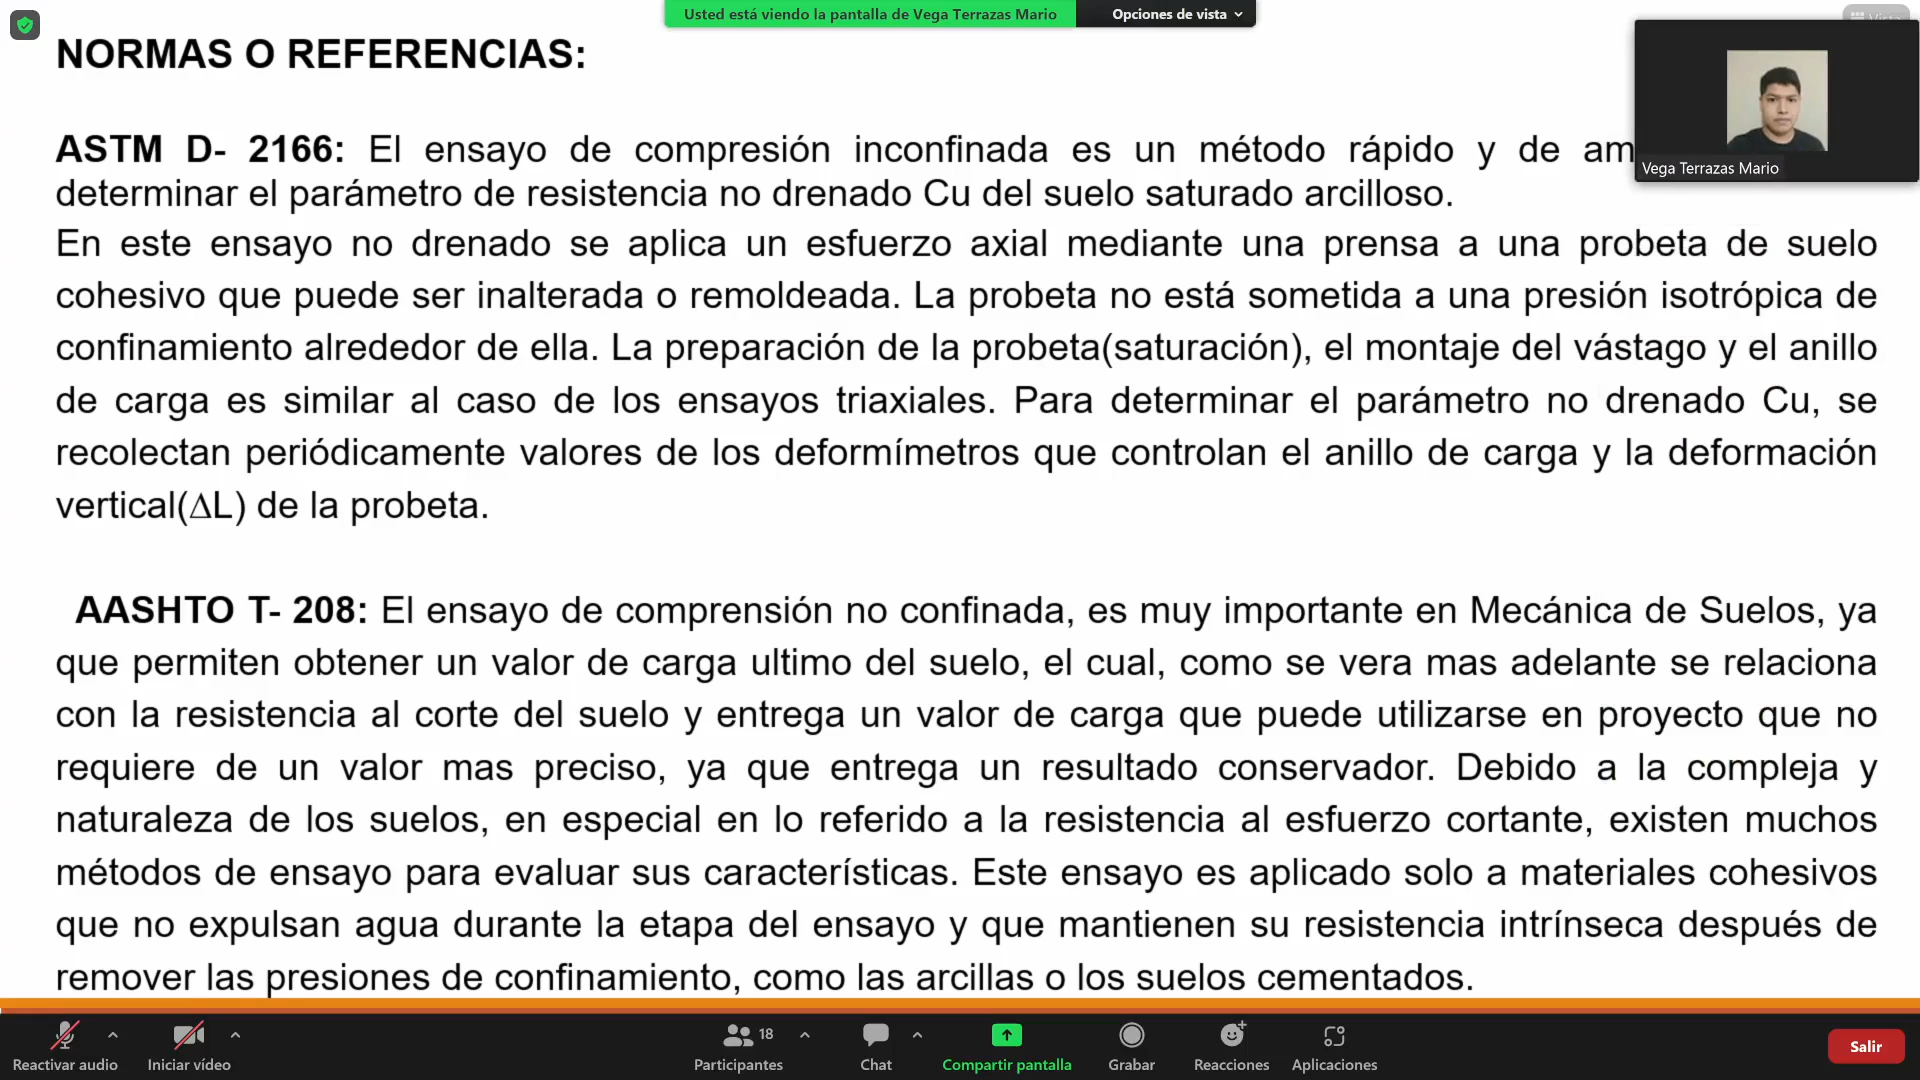 Usted está viendo la pantalla de Vega Terrazas Mario
Opciones de vista
NORMAS O REFERENCIAS:
Vega Terrazas Mario
ASTM D- 2166: El ensayo de compresión inconfinada es un método rápido y de am
determinar el parámetro de resistencia no drenado Cu del suelo saturado arcilloso.
En este ensayo no drenado se aplica un esfuerzo axial mediante una prensa a una probeta de suelo
cohesivo que puede ser inalterada o remoldeada. La probeta no está sometida a una presión isotrópica de
confinamiento alrededor de ella. La preparación de la probeta(saturación), el montaje del vástago y el anillo
de carga es similar al caso de los ensayos triaxiales. Para determinar el parámetro no drenado Cu, se
recolectan periódicamente valores de los deformímetros que controlan el anillo de carga y la deformación
vertical(∆L) de la probeta.
AASHTO T- 208: El ensayo de comprensión no confinada, es muy importante en Mecánica de Suelos, ya
que permiten obtener un valor de carga ultimo del suelo, el cual, como se vera mas adelante se relaciona
con la resistencia al corte del suelo y entrega un valor de carga que puede utilizarse en proyecto que no
requiere de un valor mas preciso, ya que entrega un resultado conservador. Debido a la compleja y
naturaleza de los suelos, en especial en lo referido a la resistencia al esfuerzo cortante, existen muchos
métodos de ensayo para evaluar sus características. Este ensayo es aplicado solo a materiales cohesivos
que no expulsan agua durante la etapa del ensayo y que mantienen su resistencia intrínseca después de
remover las presiones de confinamiento, como las arcillas o los suelos cementados.
18
Reactivar audio
Iniciar vídeo
Participantes
Chat
Compartir pantalla
Grabar
Reacciones
Aplicaciones
Salir